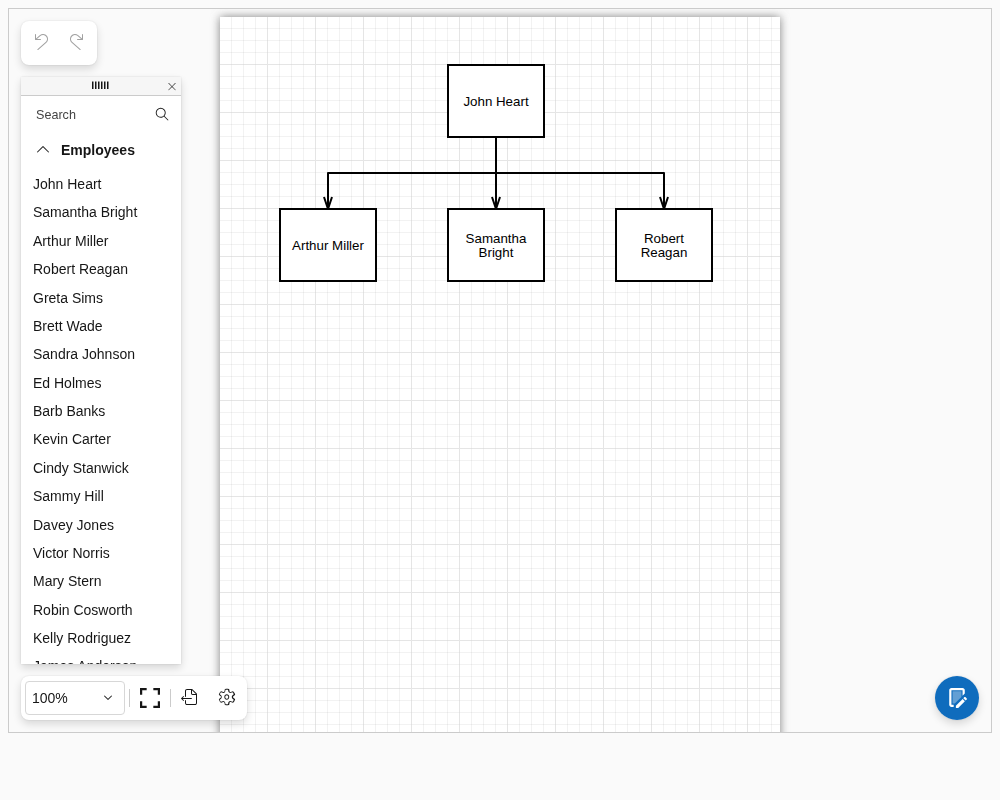 Search
Employees
John Heart
Samantha Bright
Arthur Miller
Robert Reagan
Greta Sims
Brett Wade
Sandra Johnson
Ed Holmes
Barb Banks
Kevin Carter
Cindy Stanwick
Sammy Hill
Davey Jones
Victor Norris
Mary Stern
Robin Cosworth
Kelly Rodriguez
James Anderson
100%
John Heart
Arthur Miller
Samantha
Bright
Robert
Reagan